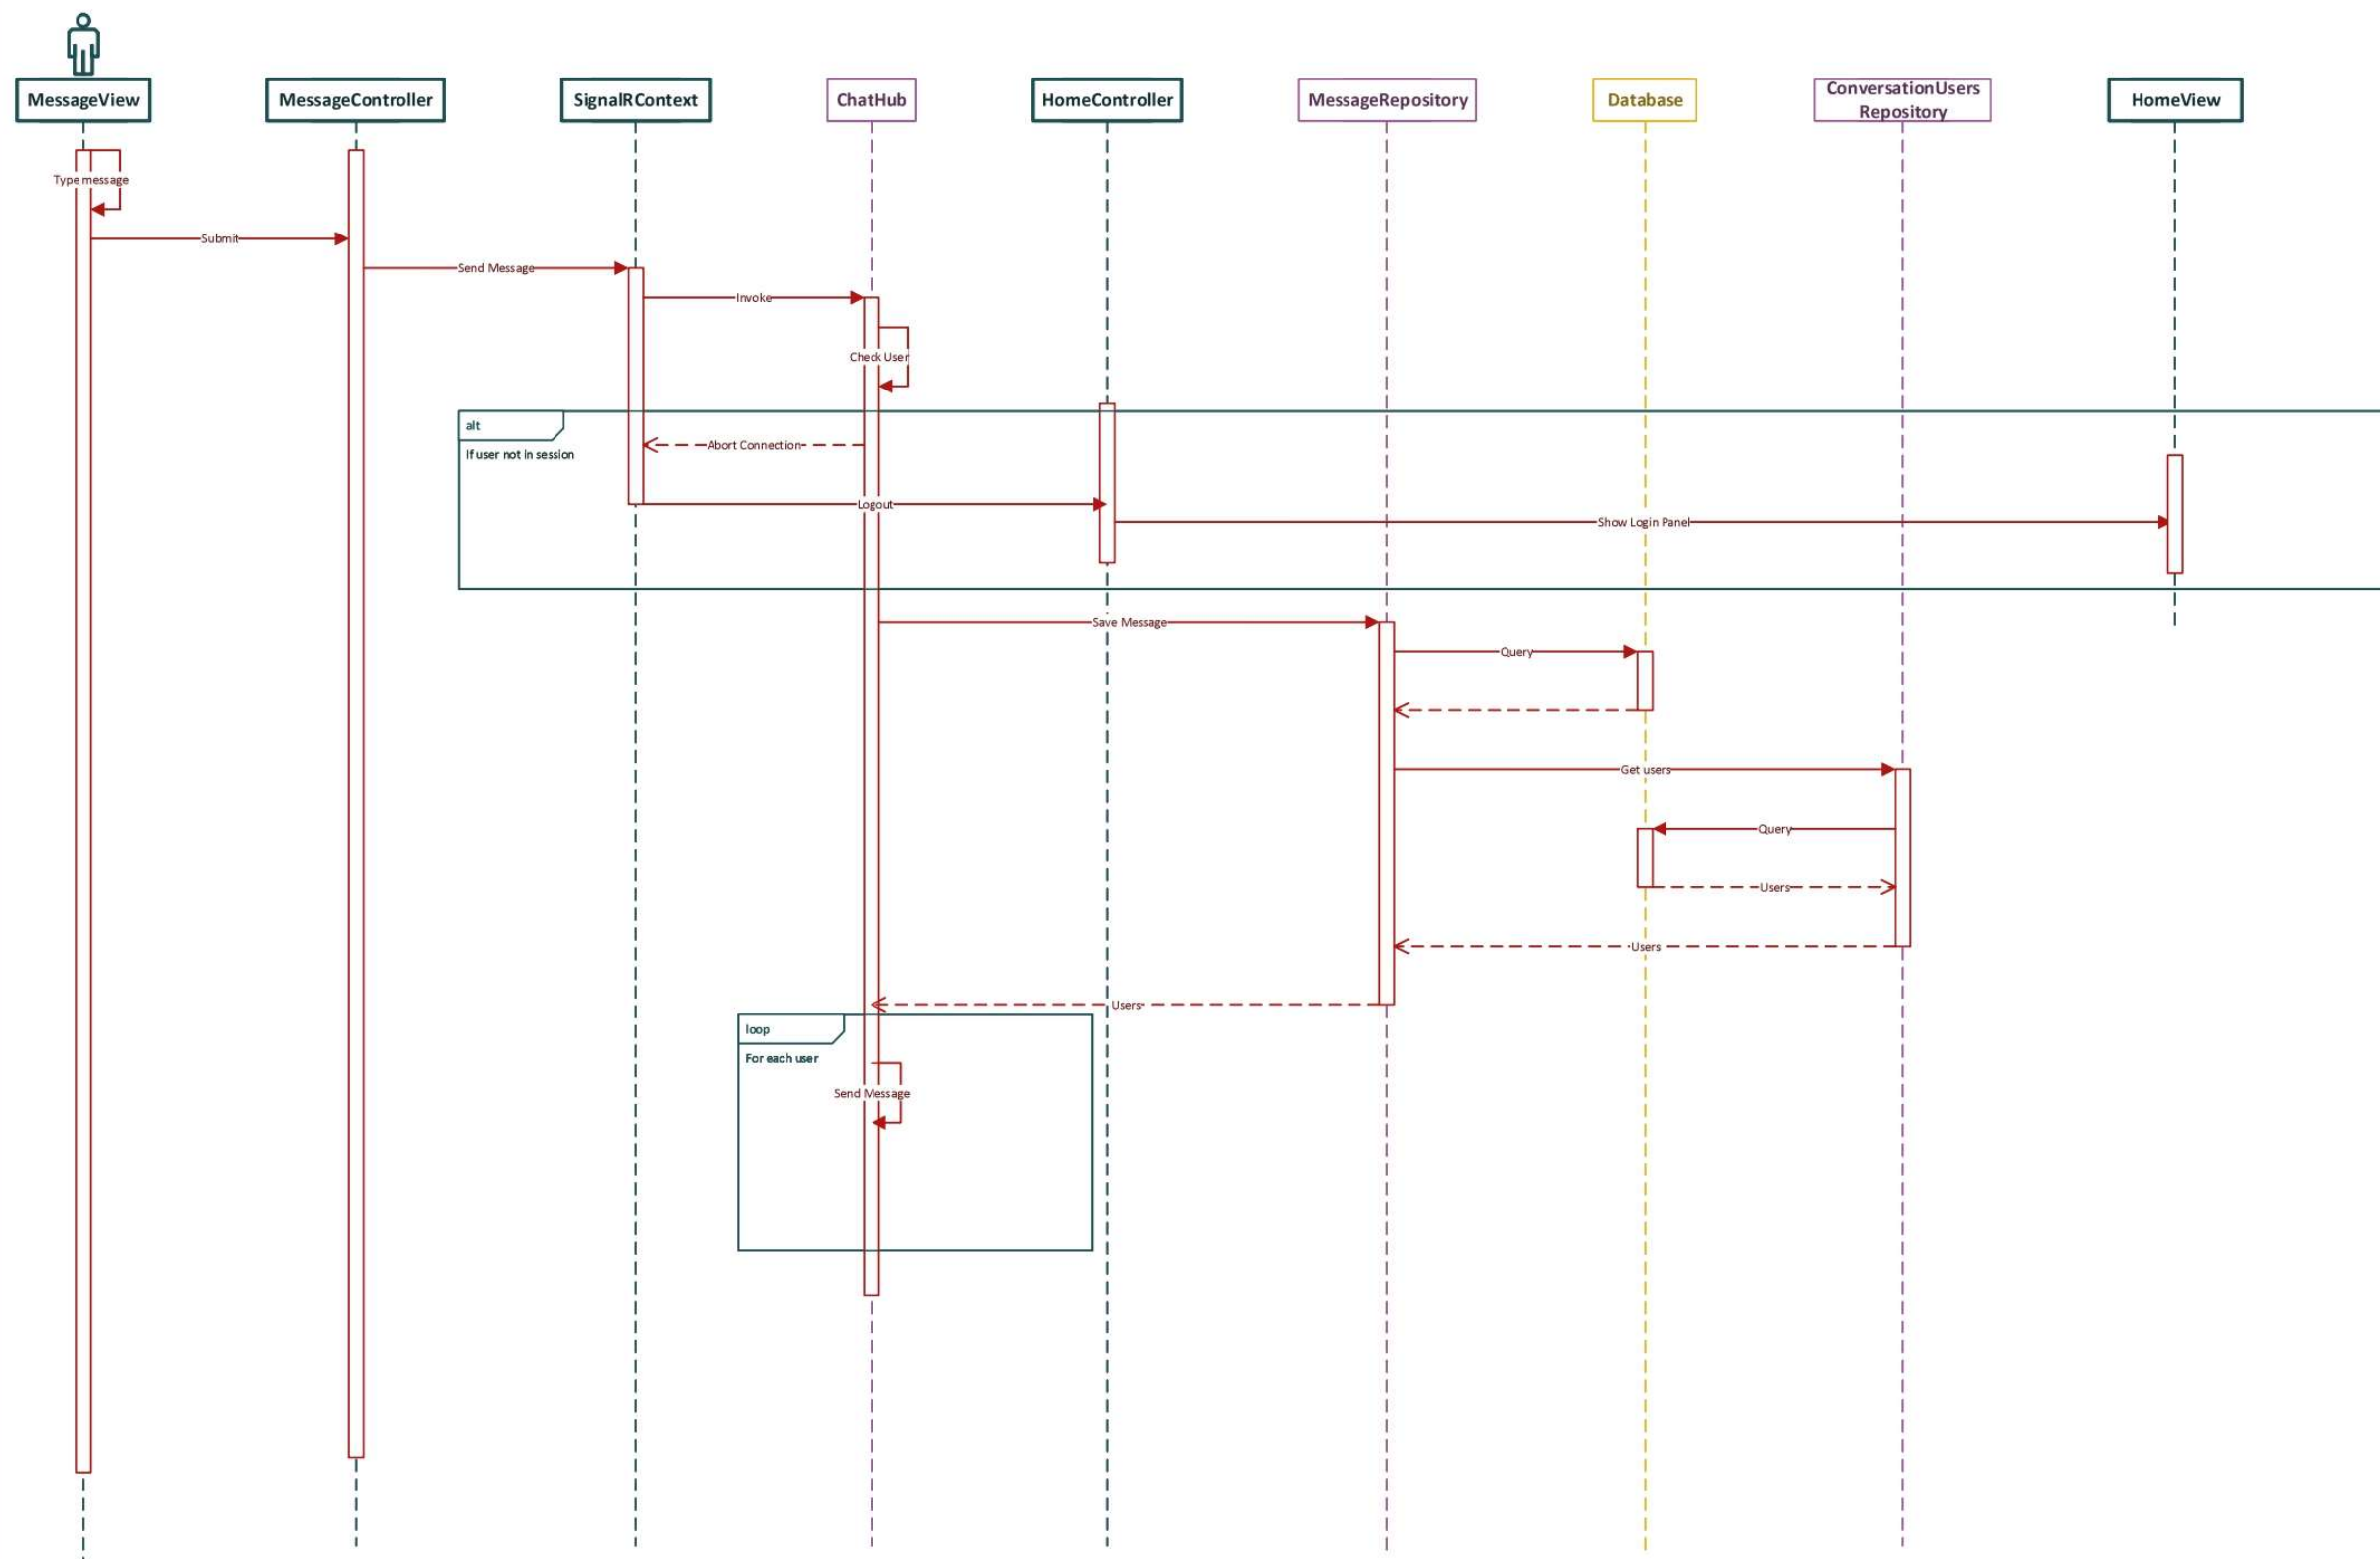 MessageView
MessageController
SignalRContext
ChatHub
HomeController
MessageRepository
Database
ConversationUsers
Repository
HomeView
Type message
Submit
Send Message
Invoke
Check User
alt
If user not in session
Abort Connection
Logout
Show Login Panel
Save Message
Query
Get users
Query
Users
Users
Users
loop
For each user
Send Message